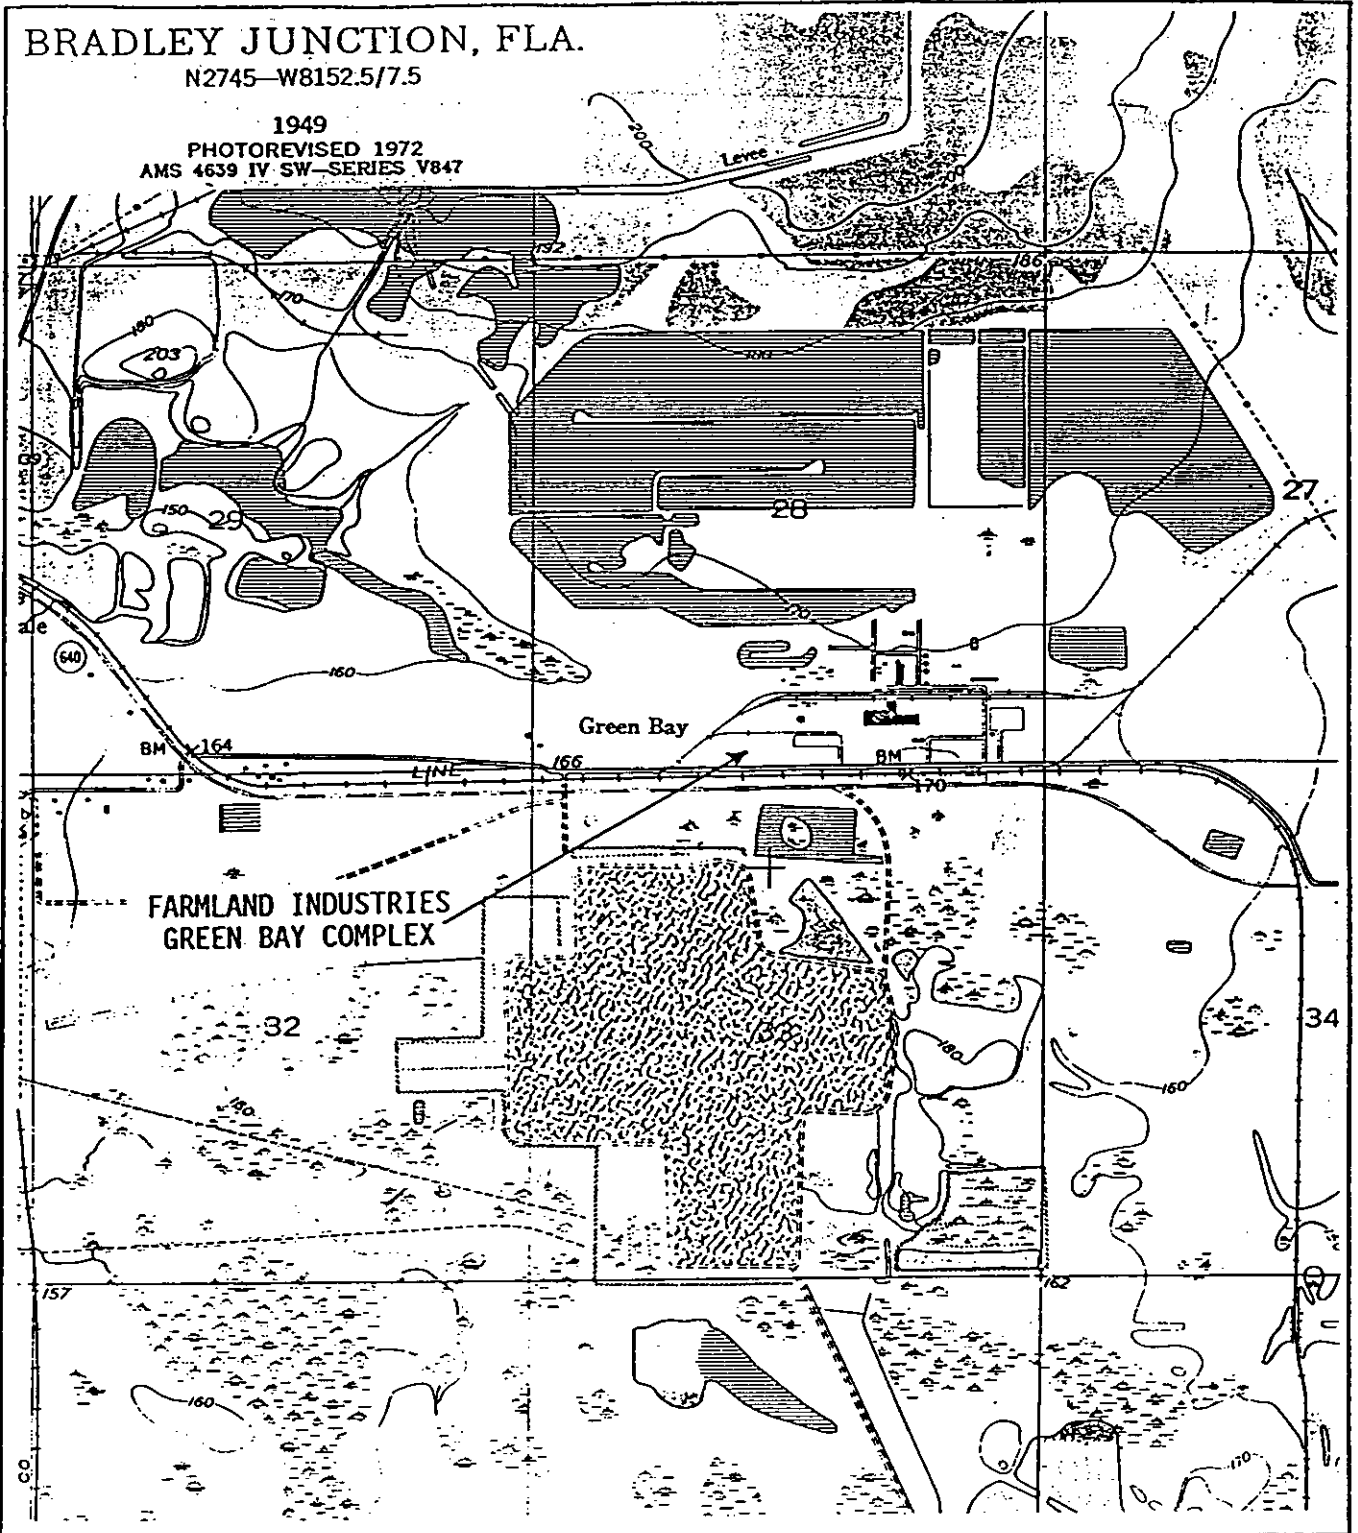 BRADLEY JUNCTION, FLA.
N2745—W8152.5/7.5
1949
PHOTOREVISED 1972
AMS 4639 IV SW—SERIES V847
200
Levee
186
170
180
203
27
28
150
29
640
160
Green Bay
BM
164
166
BM
LINE
170
FARMLAND INDUSTRIES
GREEN BAY COMPLEX
32
34
180
160
160
157
162
160
170
CO